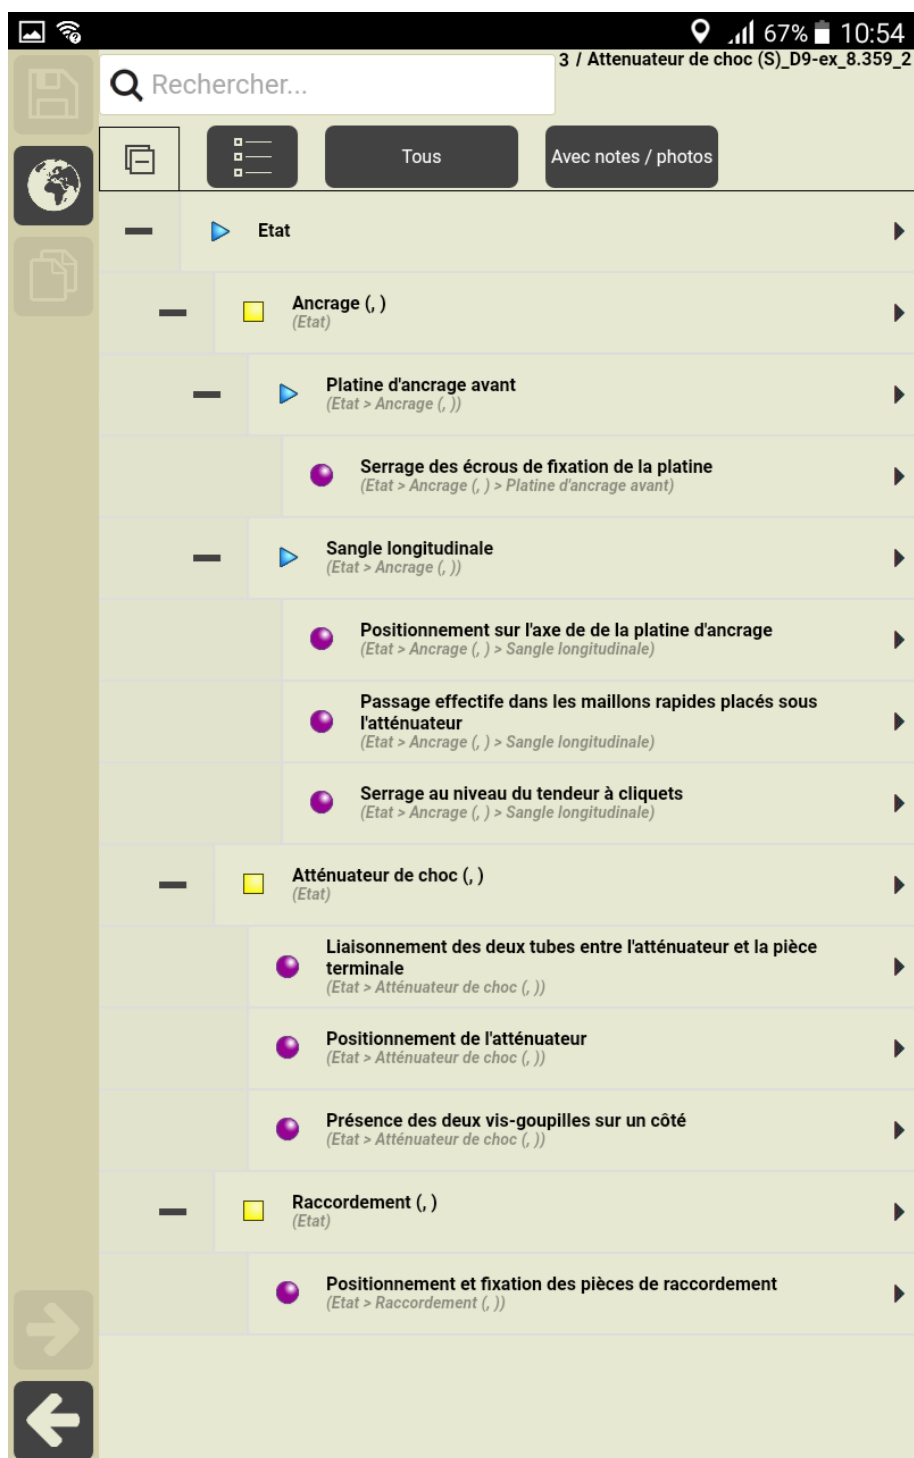 67% 10:54
3 / Attenuateur de choc (S)_D9-ex_8.359_2
Rechercher...
Tous
Avec notes / photos
Etat
Ancrage (, )
(Etat)
Platine d'ancrage avant
(Etat > Ancrage (, ))
Serrage des écrous de fixation de la platine
(Etat > Ancrage (, ) > Platine d'ancrage avant)
Sangle longitudinale
(Etat > Ancrage (, ))
Positionnement sur l'axe de de la platine d'ancrage
(Etat > Ancrage (, ) > Sangle longitudinale)
Passage effectife dans les maillons rapides placés sous
l'atténuateur
(Etat > Ancrage (, ) > Sangle longitudinale)
Serrage au niveau du tendeur à cliquets
(Etat > Ancrage (, ) > Sangle longitudinale)
Atténuateur de choc (, )
(Etat)
Liaisonnement des deux tubes entre l'atténuateur et la pièce
terminale
(Etat > Atténuateur de choc (, ))
Positionnement de l'atténuateur
(Etat > Atténuateur de choc (, ))
Présence des deux vis-goupilles sur un côté
(Etat > Atténuateur de choc (, ))
Raccordement (, )
(Etat)
Positionnement et fixation des pièces de raccordement
(Etat > Raccordement (, ))